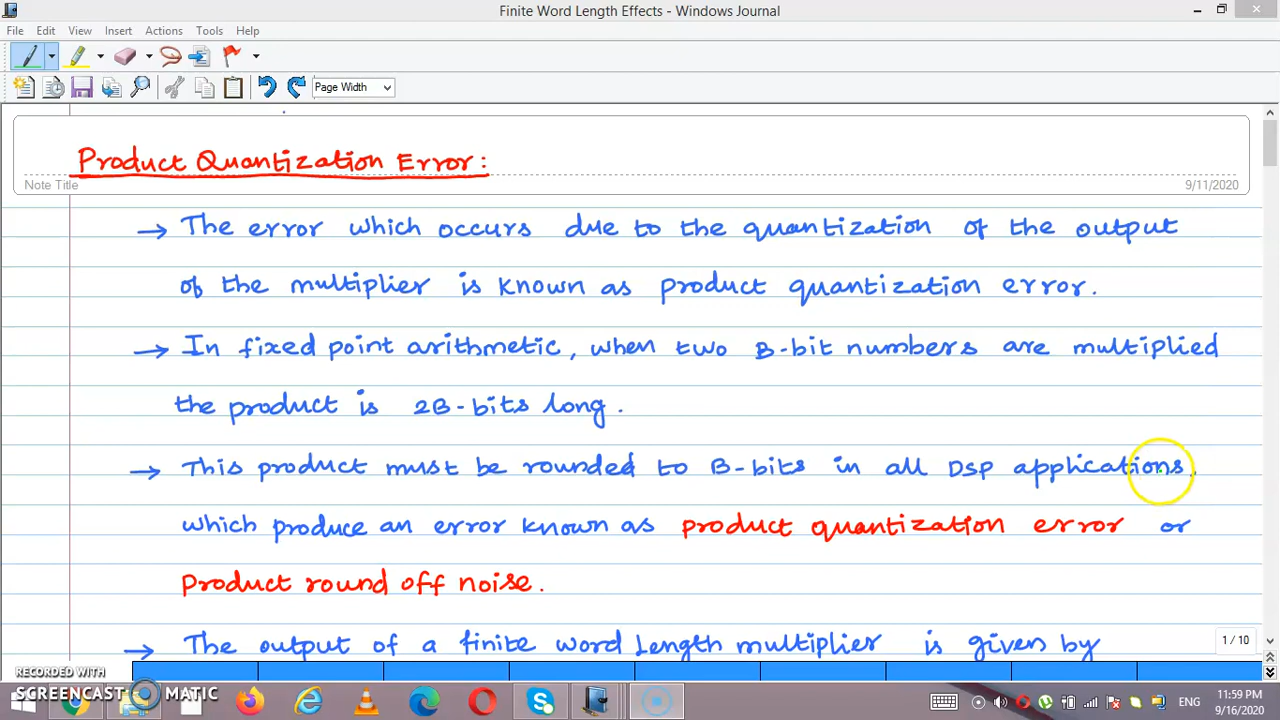 Finite Word Length Effects - Windows Journal
File Edit View Insert Actions Tools Help
Page Width
Product Quantization Error:
Note Title
9/11/2020
→ The error which occurs due to the quantization of the output
of the multiplier is known as product quantization error.
→ In fixed point arithmetic, when two B-bit numbers are multiplied
the product is 2B-bits long.
→ This product must be rounded to B-bits in all DSP applications,
which produce an error known as product quantization error or
Product round off noise.
→ The output of a finite word Length multiplier is given by
1 / 10
RECORDED WITH
SCREENCAST MATIC
ENG
11:59 PM
9/16/2020